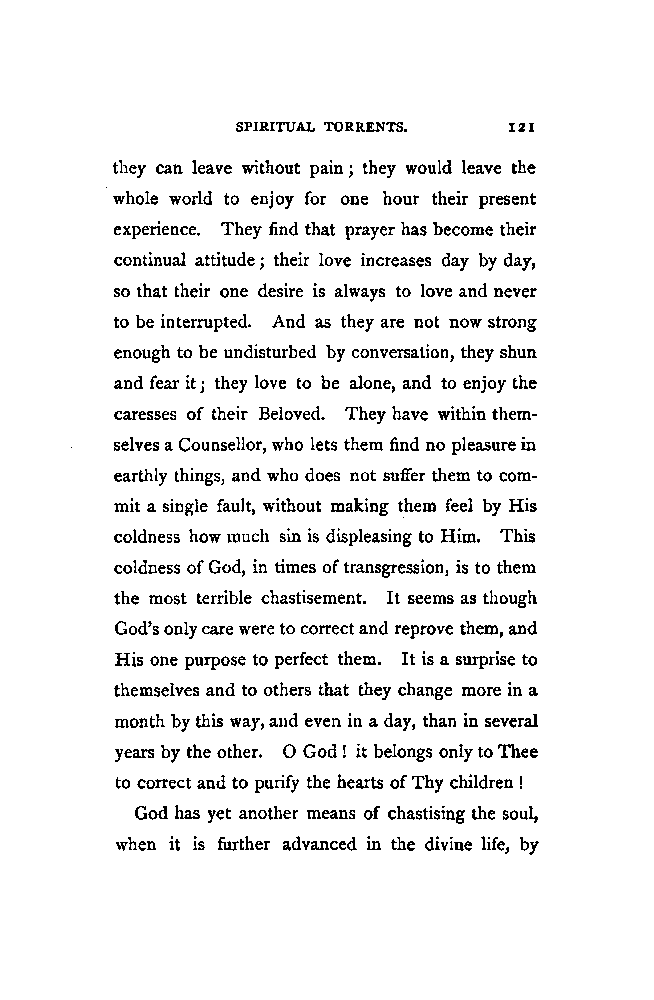 SPIRITUAL TORRENTS. 121
they can leave without pain; they would leave the
whole world to enjoy for one hour their present
experience. They find that prayer has become their
continual attitude; their love increases day by day,
so that their one desire is always to love and never
to be interrupted. And as they are not now strong
enough to be undisturbed by conversation, they shun
and fear it; they love to be alone, and to enjoy the
caresses of their Beloved. They have within them-
selves a Counsellor, who lets them find no pleasure in
earthly things, and who does not suffer them to com-
mit a single fault, without making them feel by His
coldness how much sin is displeasing to Him. This
coldness of God, in times of transgression, is to them
the most terrible chastisement. It seems as though
God's only care were to correct and reprove them, and
His one purpose to perfect them. It is a surprise to
themselves and to others that they change more in a
month by this way, and even in a day, than in several
years by the other. O God! it belongs only to Thee
to correct and to purify the hearts of Thy children!
God has yet another means of chastising the soul,
when it is further advanced in the divine life, by